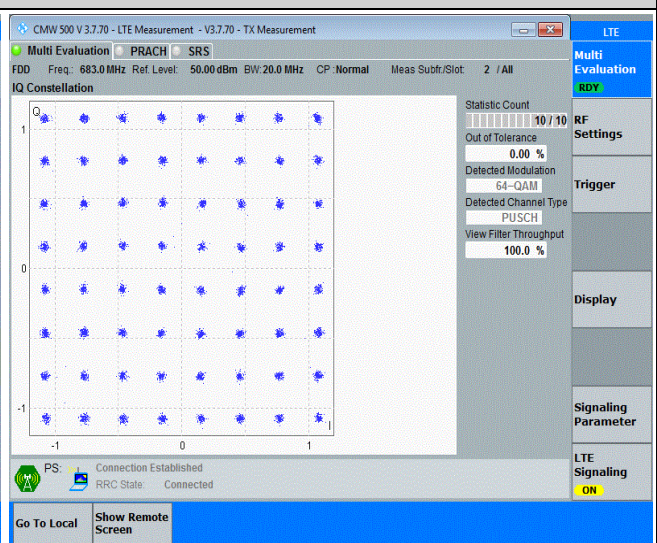 CMW 500 V 3.7.70 - LTE Measurement - V3.7.70 - TX Measurement
LTE
Multi Evaluation PRACH SRS
FDD Freq.: 683.0 MHz Ref. Level: 50.00 dBm BW: 20.0 MHz CP : Normal Meas Subfr./Slot: 2 / All
IQ Constellation
Q
1
0
-1
I
-1 0 1
Statistic Count
10 / 10
Out of Tolerance
0.00 %
Detected Modulation
64-QAM
Detected Channel Type
PUSCH
View Filter Throughput
100.0 %
Multi
Evaluation
RDY
RF
Settings
Trigger
Display
Signaling
Parameter
LTE
Signaling
ON
PS: Connection Established
RRC State: Connected
Go To Local
Show Remote
Screen